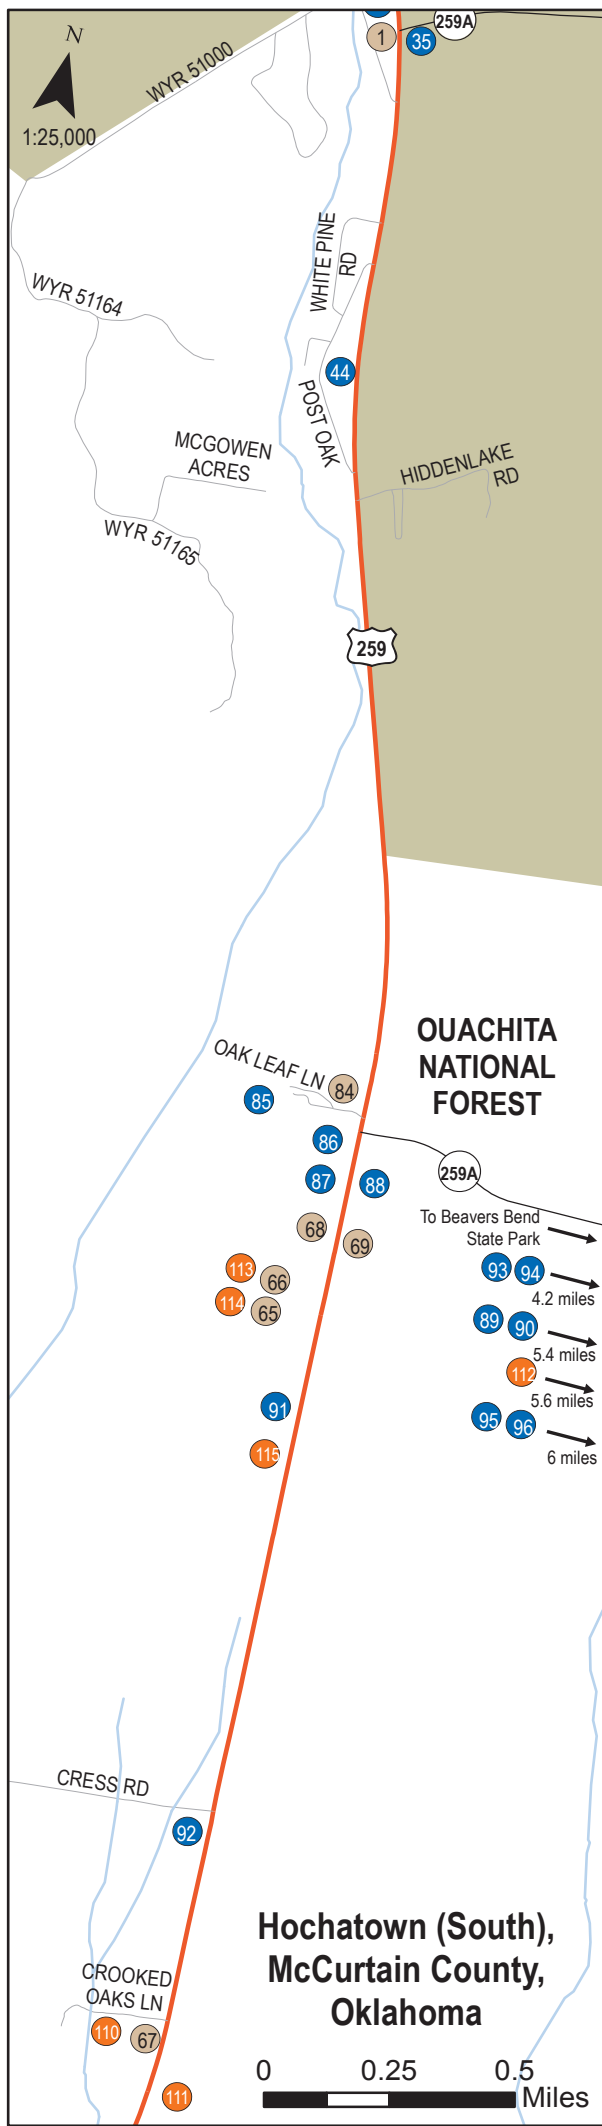 259A
1
35
N
1:25,000
WYR 51000
WHITE PINE
RD
WYR 51164
44
POST OAK
MCGOWEN
ACRES
HIDDENLAKE
RD
WYR 51165
259
OUACHITA
NATIONAL
FOREST
OAK LEAF LN
84
85
86
259A
87
88
To Beavers Bend
State Park
68
69
113
66
93
94
4.2 miles
114
65
89
90
5.4 miles
112
5.6 miles
91
95
96
6 miles
115
CRESS RD
92
Hochatown (South),
McCurtain County,
Oklahoma
CROOKED
OAKS LN
110
67
0 0.25 0.5
Miles
111